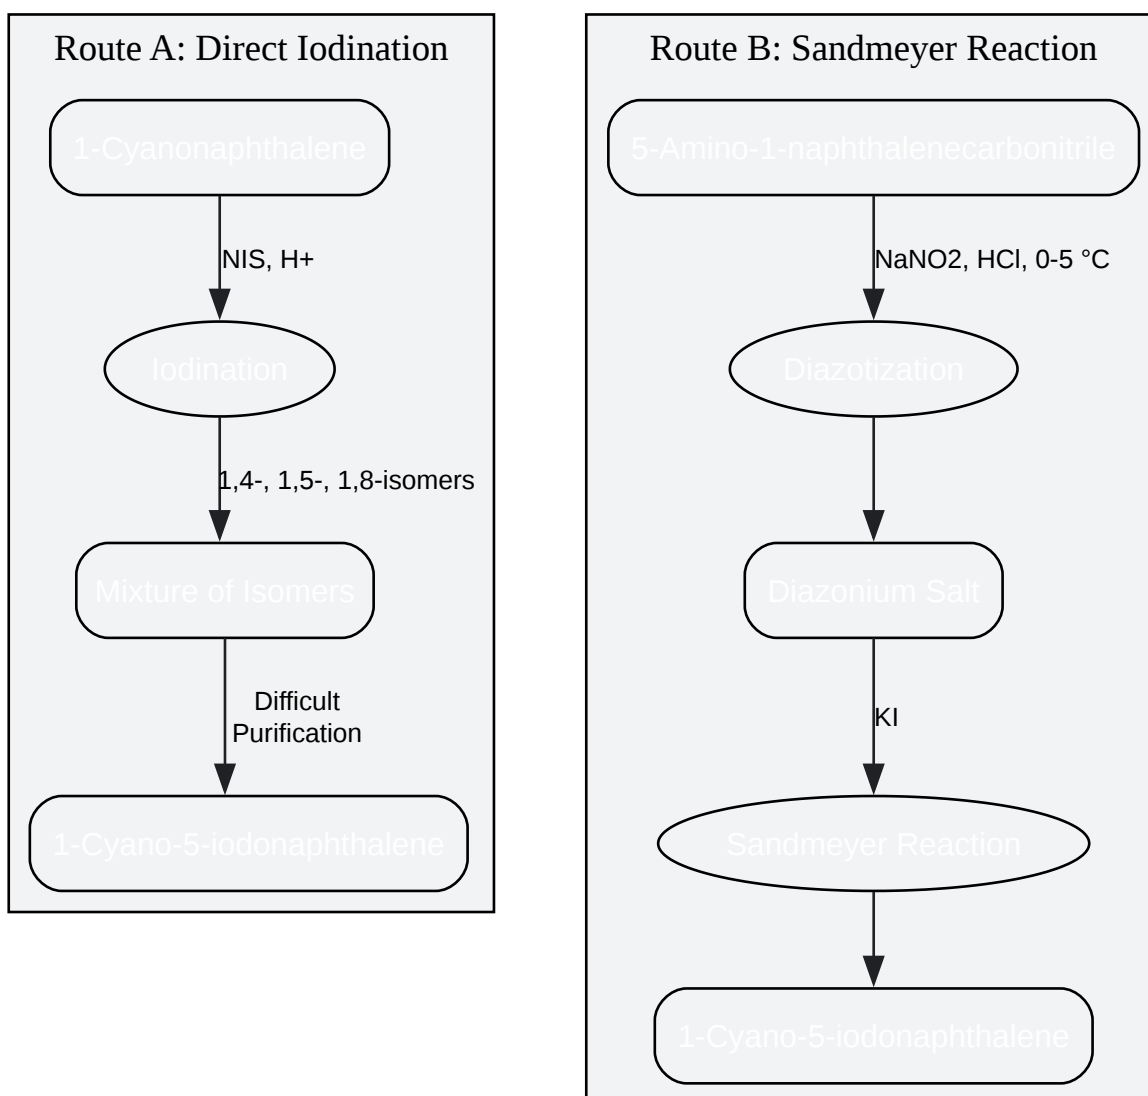 Route A: Direct Iodination
1-Cyanonaphthalene
NIS, H+
Iodination
1,4-, 1,5-, 1,8-isomers
Mixture of Isomers
Difficult
Purification
1-Cyano-5-iodonaphthalene
Route B: Sandmeyer Reaction
5-Amino-1-naphthalenecarbonitrile
NaNO2, HCl, 0-5 °C
Diazotization
Diazonium Salt
KI
Sandmeyer Reaction
1-Cyano-5-iodonaphthalene